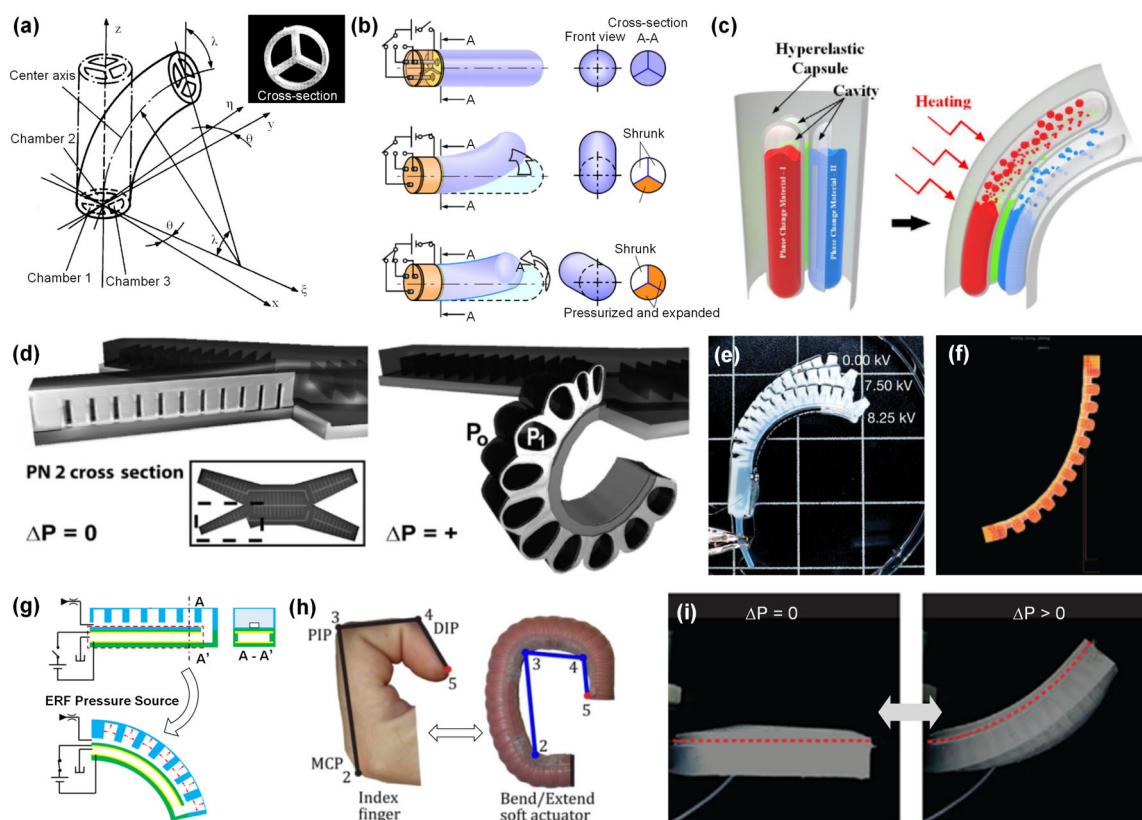 (a)
z
λ
Center axis
Cross-section
η
y
θ
Chamber 2
θ
λ
Chamber 1
Chamber 3
x
ξ
(b)
A
A
Front view
Cross-section
A-A
A
A
Shrunk
A
A
A
Shrunk
Pressurized and expanded
(c)
Hyperelastic
Capsule
Cavity
Phase Change Material - I
Phase Change Material - II
Heating
(d)
PN 2 cross section
ΔP = 0
Po
P1
ΔP = +
(e)
0.00 kV
7.50 kV
8.25 kV
(f)
(g)
A
A'
A - A'
ERF Pressure Source
(h)
3
PIP
4
DIP
5
MCP
2
Index
finger
3
4
5
2
Bend/Extend
soft actuator
(i)
ΔP = 0
ΔP > 0